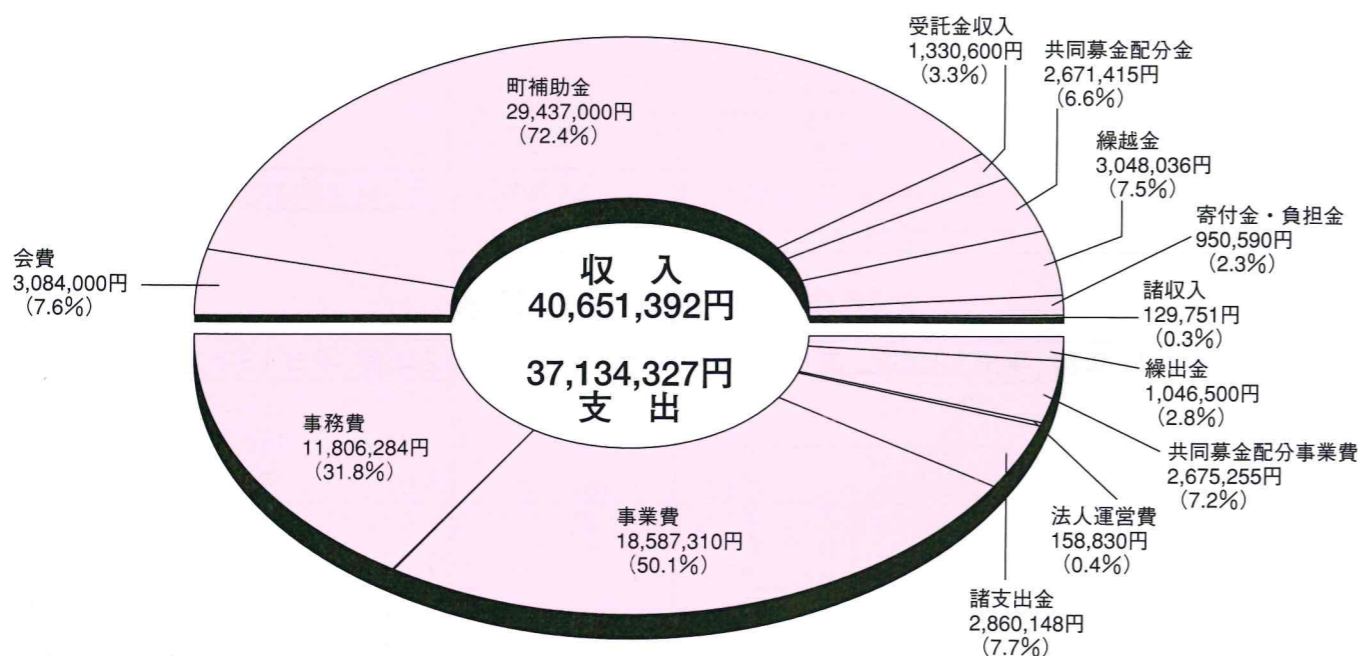 受託金収入
1,330,600円
(3.3%)
共同募金配分金
2,671,415円
(6.6%)
町補助金
29,437,000円
(72.4%)
繰越金
3,048,036円
(7.5%)
寄付金・負担金
950,590円
(2.3%)
会費
3,084,000円
(7.6%)
諸収入
129,751円
(0.3%)
収 入
40,651,392円
37,134,327円
支 出
繰出金
1,046,500円
(2.8%)
事務費
11,806,284円
(31.8%)
共同募金配分事業費
2,675,255円
(7.2%)
事業費
18,587,310円
(50.1%)
法人運営費
158,830円
(0.4%)
諸支出金
2,860,148円
(7.7%)